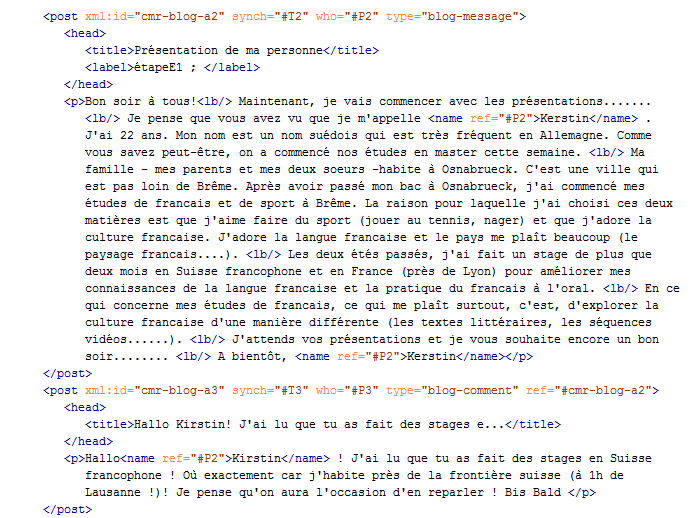 <post xml:id="cmr-blog-a2" synch="#T2" who="#P2" type="blog-message">
<head>
<title>Présentation de ma personne</title>
<label>étapeE1 ; </label>
</head>
<p>Bon soir à tous!<lb/> Maintenant, je vais commencer avec les présentations.......
<lb/> Je pense que vous avez vu que je m'appelle <name ref="#P2">Kerstin</name> .
J'ai 22 ans. Mon nom est un nom suédois qui est très fréquent en Allemagne. Comme
vous savez peut-être, on a commencé nos études en master cette semaine. <lb/> Ma
famille - mes parents et mes deux soeurs -habite à Osnabrueck. C'est une ville qui
est pas loin de Brême. Après avoir passé mon bac à Osnabrueck, j'ai commencé mes
études de francais et de sport à Brême. La raison pour laquelle j'ai choisi ces deux
matières est que j'aime faire du sport (jouer au tennis, nager) et que j'adore la
culture francaise. J'adore la langue francaise et le pays me plaît beaucoup (le
paysage francais....). <lb/> Les deux étés passés, j'ai fait un stage de plus que
deux mois en Suisse francophone et en France (près de Lyon) pour améliorer mes
connaissances de la langue francaise et la pratique du francais à l'oral. <lb/> En ce
qui concerne mes études de francais, ce qui me plaît surtout, c'est, d'explorer la
culture francaise d'une manière différente (les textes littéraires, les séquences
vidéos......). <lb/> J'attends vos présentations et je vous souhaite encore un bon
soir........ <lb/> A bientôt, <name ref="#P2">Kerstin</name></p>
</post>
<post xml:id="cmr-blog-a3" synch="#T3" who="#P3" type="blog-comment" ref="#cmr-blog-a2">
<head>
<title>Hallo Kirstin! J'ai lu que tu as fait des stages e...</title>
</head>
<p>Hallo<name ref="#P2">Kirstin</name> ! J'ai lu que tu as fait des stages en Suisse
francophone ! Où exactement car j'habite près de la frontière suisse (à 1h de
Lausanne !)! Je pense qu'on aura l'occasion d'en reparler ! Bis Bald </p>
</post>